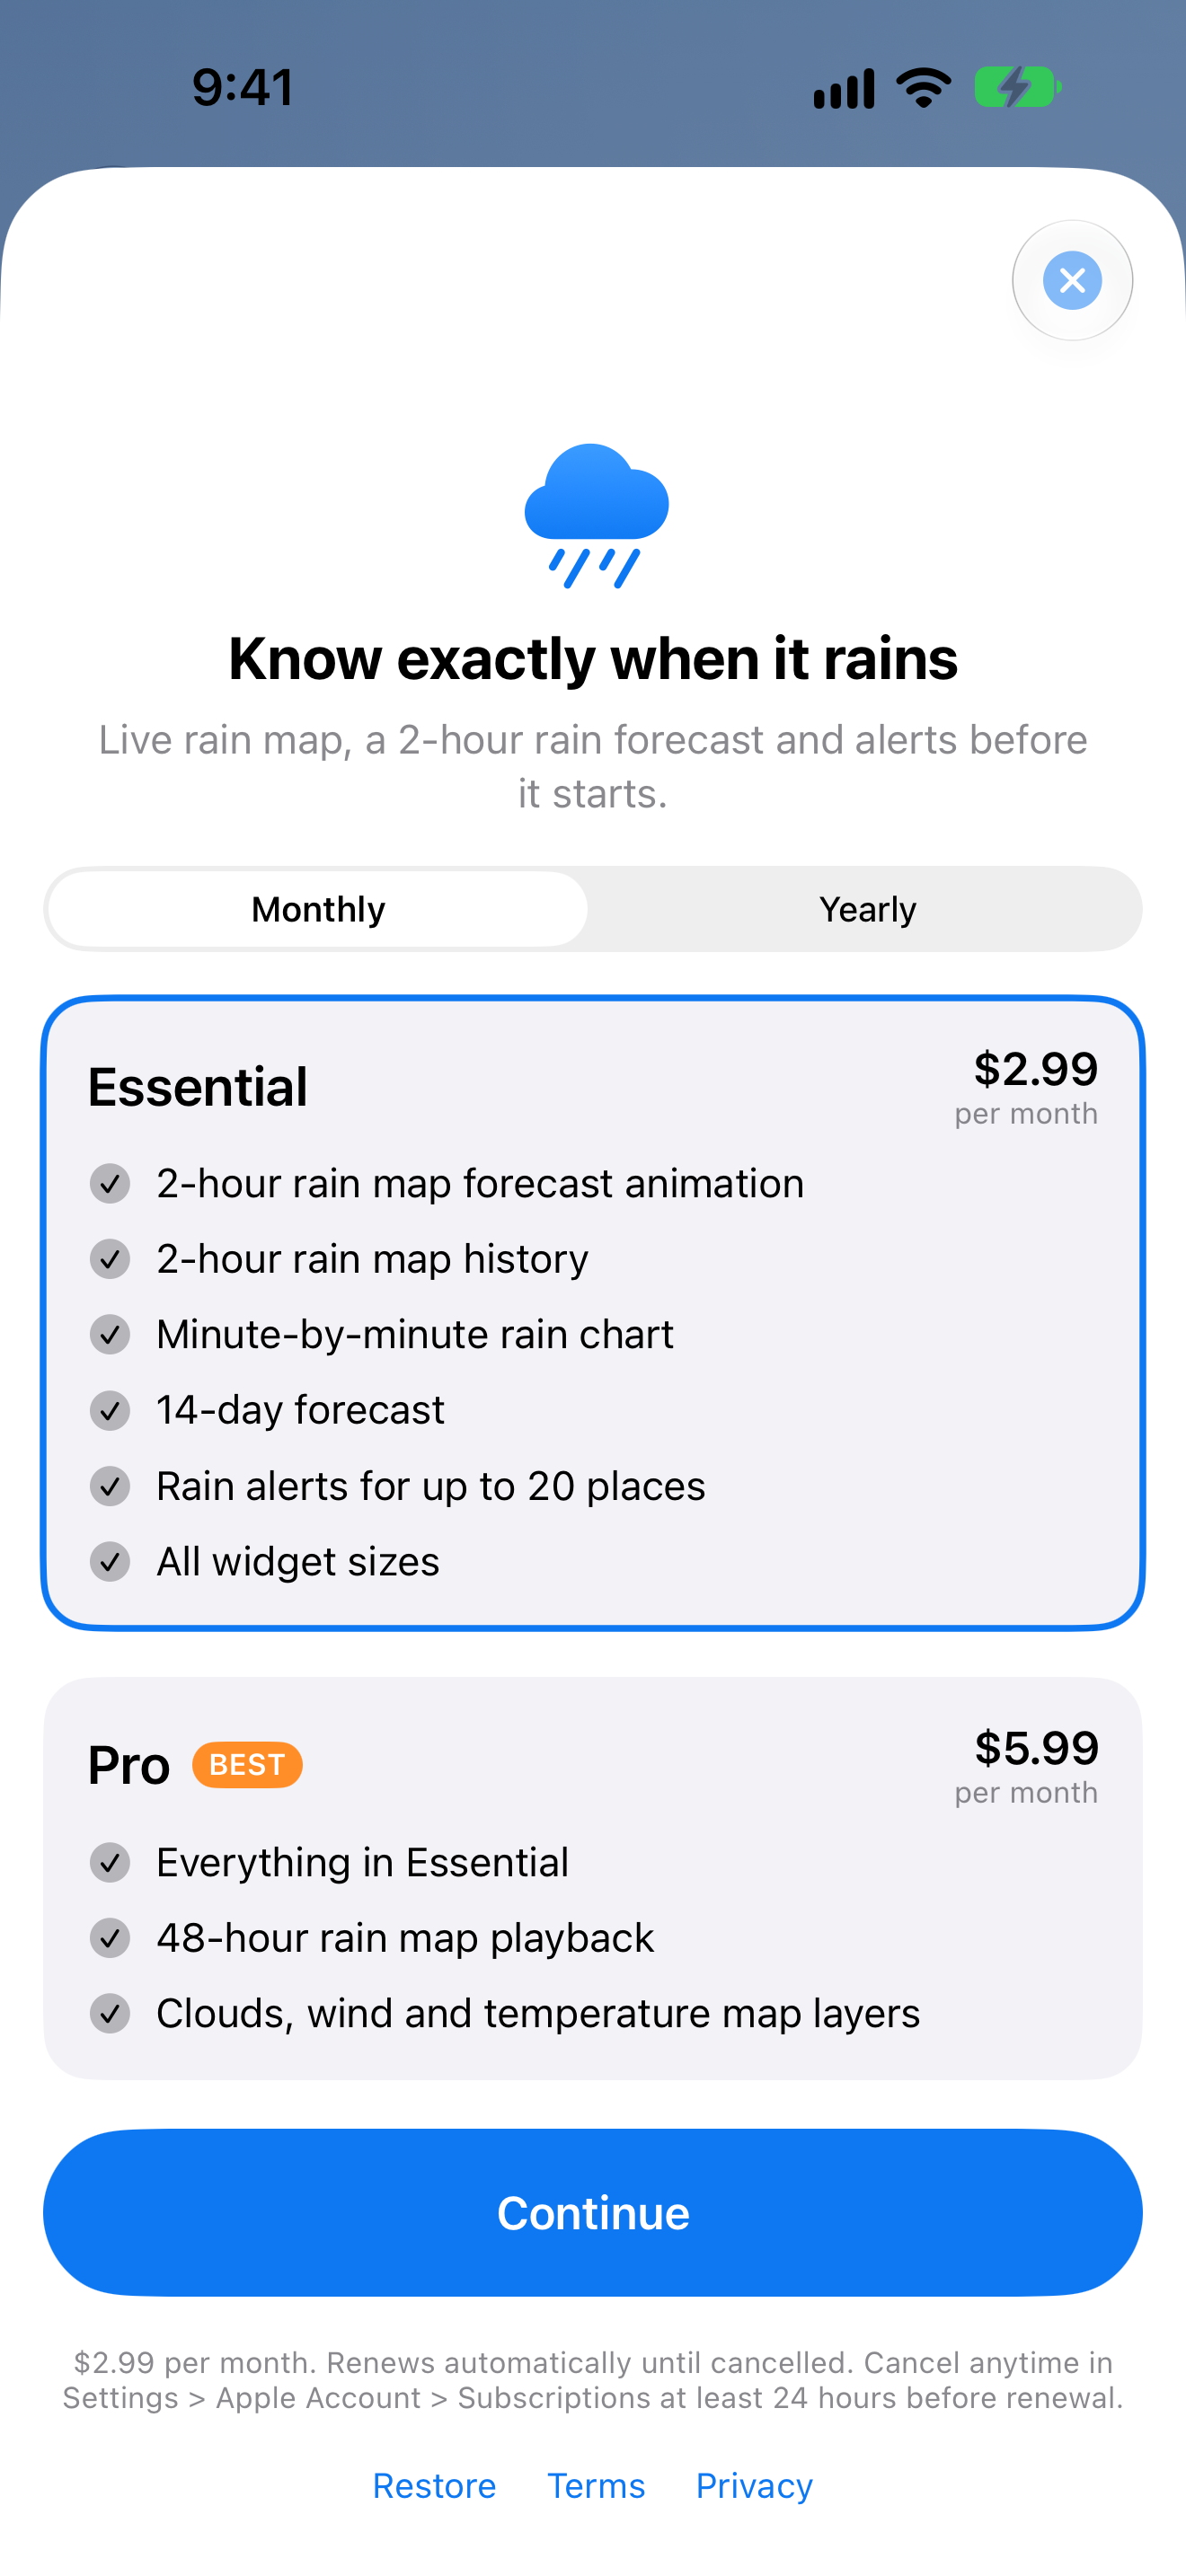 9:41
Know exactly when it rains
Live rain map, a 2-hour rain forecast and alerts before
it starts.
Monthly
Yearly
Essential
$2.99
per month
2-hour rain map forecast animation
2-hour rain map history
Minute-by-minute rain chart
14-day forecast
Rain alerts for up to 20 places
All widget sizes
Pro
BEST
$5.99
per month
Everything in Essential
48-hour rain map playback
Clouds, wind and temperature map layers
Continue
$2.99 per month. Renews automatically until cancelled. Cancel anytime in
Settings > Apple Account > Subscriptions at least 24 hours before renewal.
Restore
Terms
Privacy